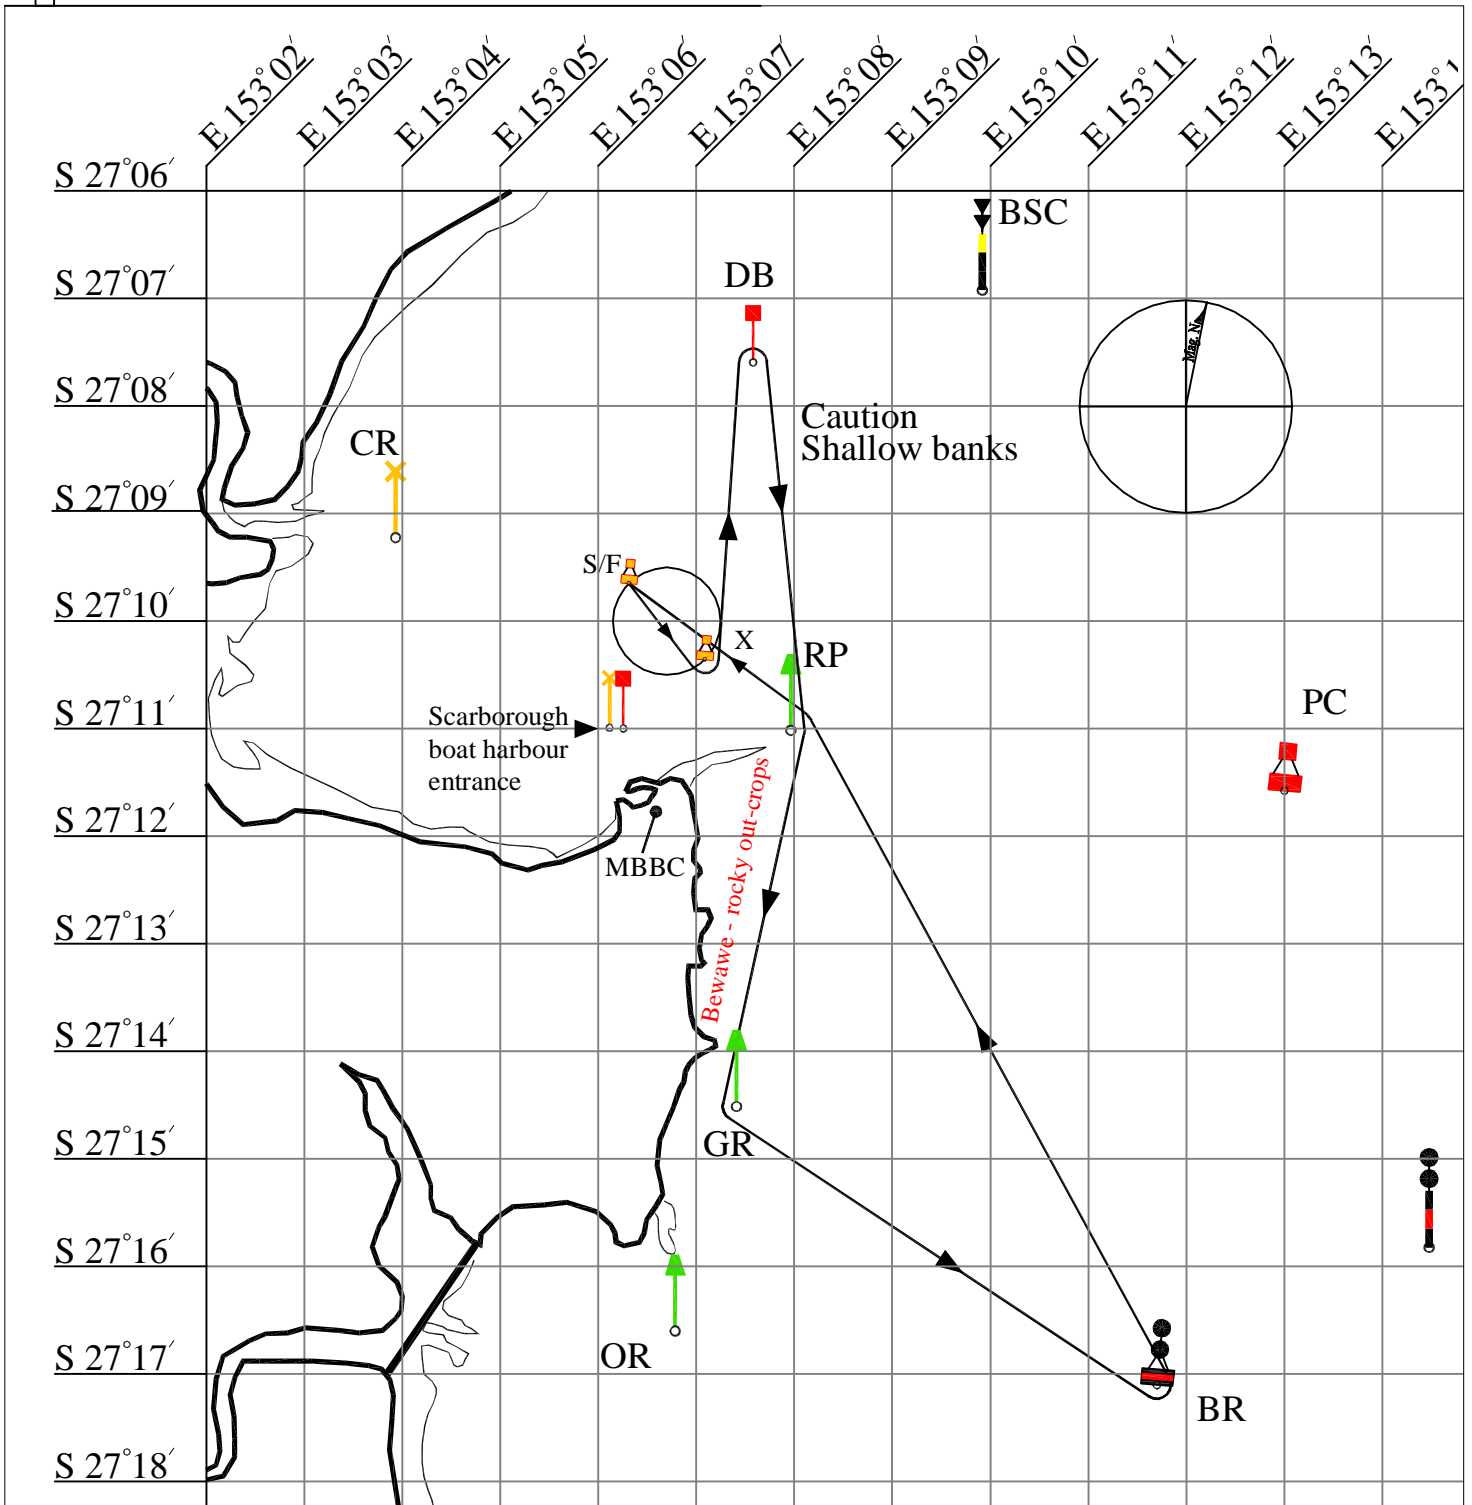 E 153°02′
E 153°03′
E 153°04′
E 153°05′
E 153°06′
E 153°07′
E 153°08′
E 153°09′
E 153°10′
E 153°11′
E 153°12′
E 153°13′
E 153°1
S 27°06′
BSC
S 27°07′
DB
Mag. N
S 27°08′
Caution
Shallow banks
CR
S 27°09′
S/F
S 27°10′
X
RP
PC
S 27°11′
Scarborough
boat harbour
entrance
Bewawe - rocky out-crops
S 27°12′
MBBC
S 27°13′
S 27°14′
GR
S 27°15′
S 27°16′
OR
S 27°17′
BR
S 27°18′